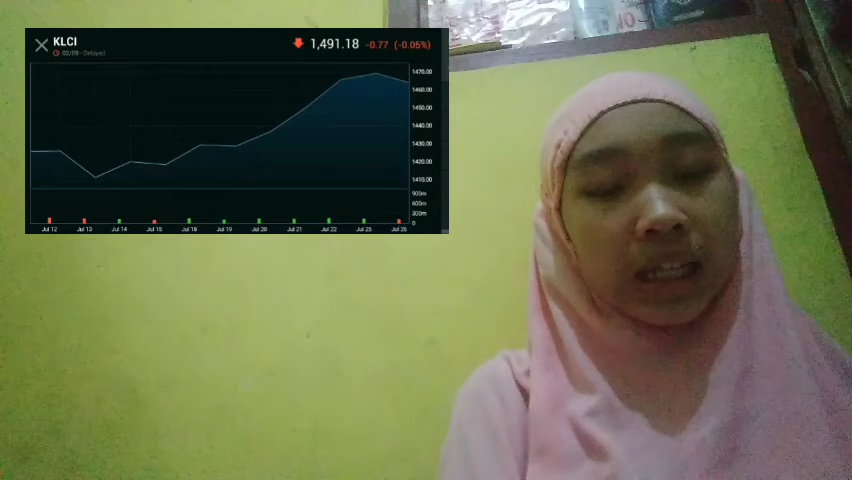 KLCI
02/09 - Delayed
1,491.18 -0.77 (-0.05%)
1470.00
1460.00
1450.00
1440.00
1430.00
1420.00
1410.00
900m
600m
300m
0
Jul 12 Jul 13 Jul 14 Jul 15 Jul 18 Jul 19 Jul 20 Jul 21 Jul 22 Jul 25 Jul 26